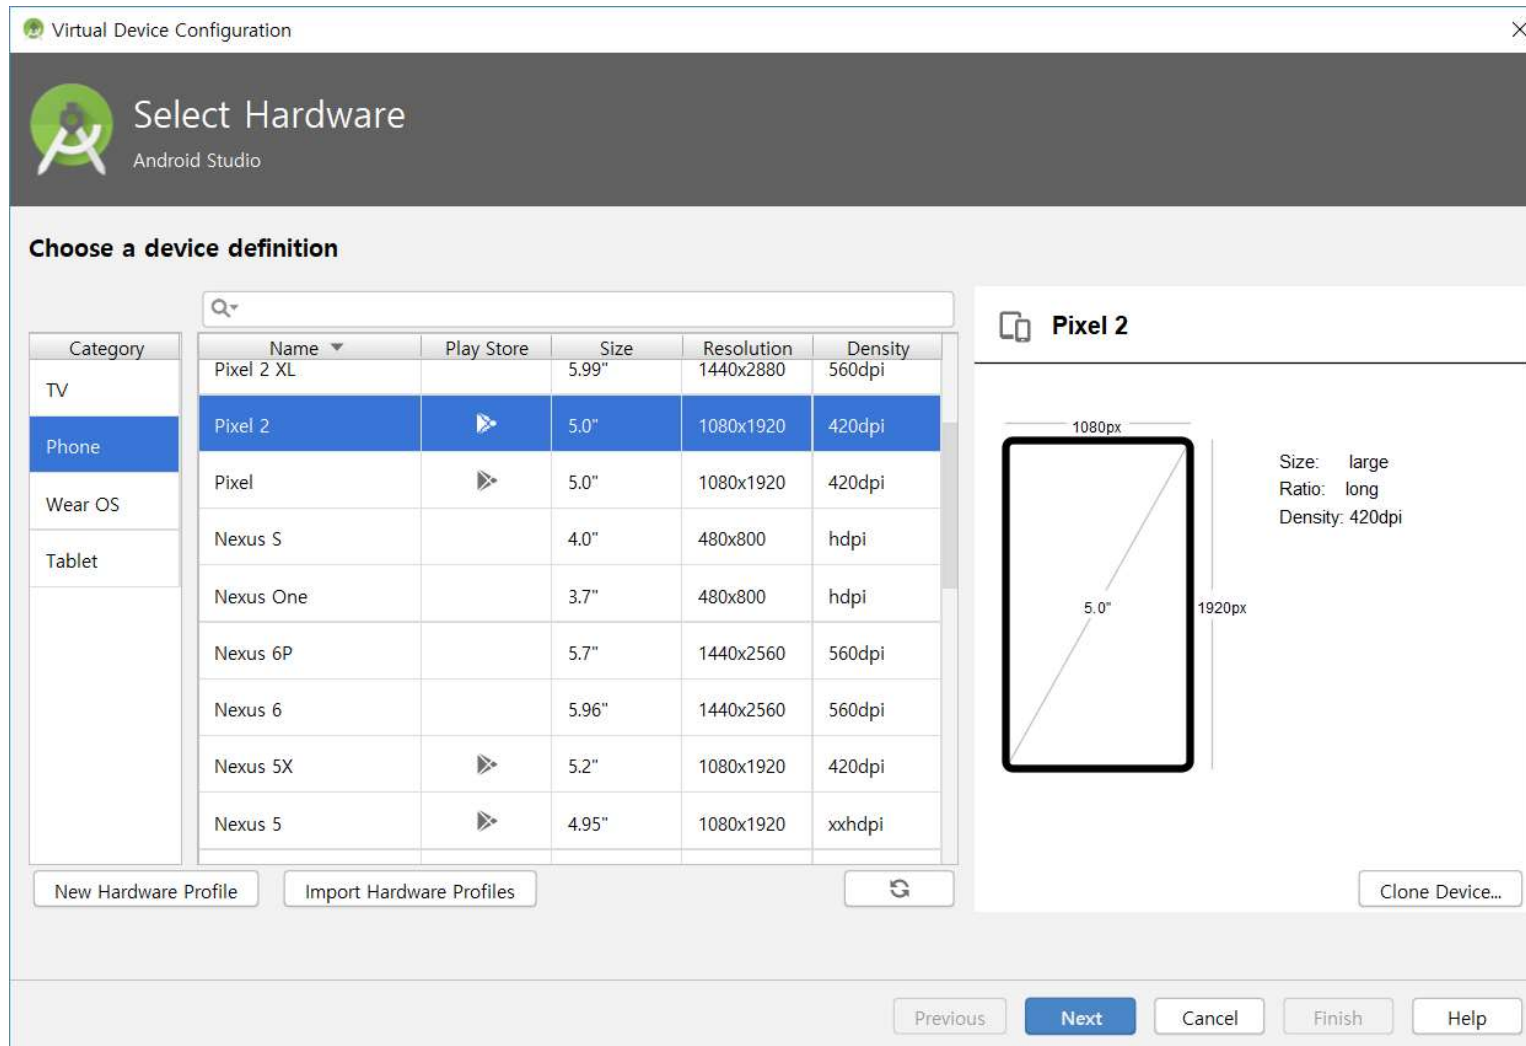 Virtual Device Configuration
Select Hardware
Android Studio
Choose a device definition
Category
TV
Phone
Wear OS
Tablet
Name Play Store Size Resolution Density
Pixel 2 XL 5.99" 1440x2880 560dpi
Pixel 2 5.0" 1080x1920 420dpi
Pixel 5.0" 1080x1920 420dpi
Nexus S 4.0" 480x800 hdpi
Nexus One 3.7" 480x800 hdpi
Nexus 6P 5.7" 1440x2560 560dpi
Nexus 6 5.96" 1440x2560 560dpi
Nexus 5X 5.2" 1080x1920 420dpi
Nexus 5 4.95" 1080x1920 xxhdpi
New Hardware Profile Import Hardware Profiles
Pixel 2
1080px
5.0"
1920px
Size: large
Ratio: long
Density: 420dpi
Clone Device...
Previous Next Cancel Finish Help